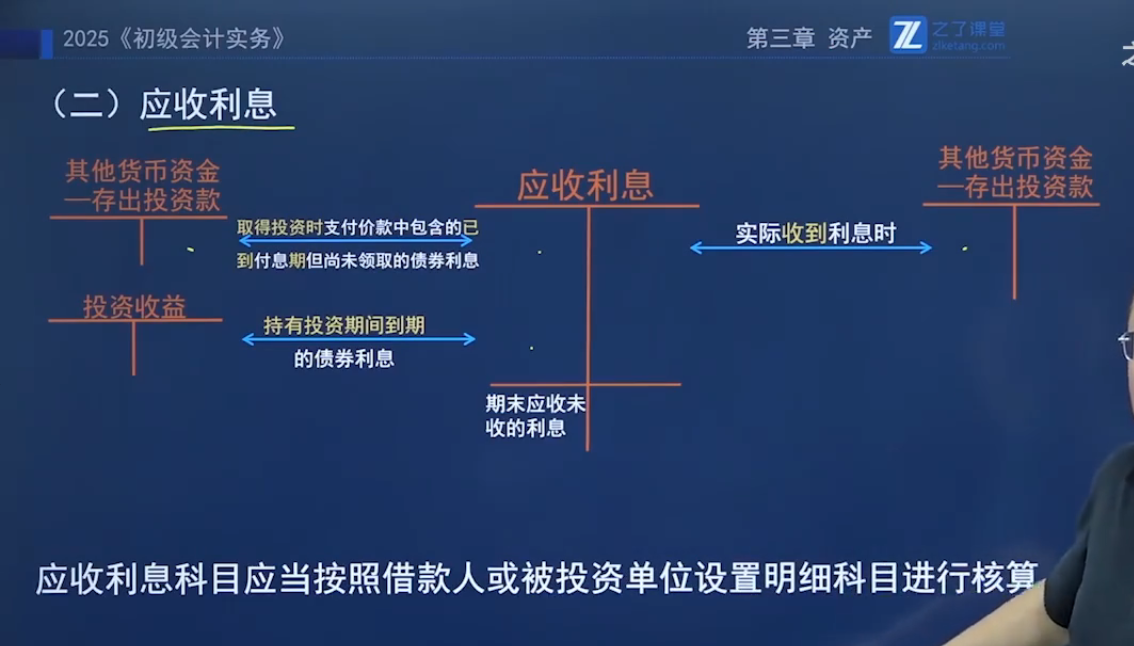 2025《初级会计实务》
第三章 资产
之了课堂
zlketang.com
（二）应收利息
其他货币资金
—存出投资款
取得投资时支付价款中包含的已
到付息期但尚未领取的债券利息
投资收益
持有投资期间到期
的债券利息
应收利息
期末应收未
收的利息
实际收到利息时
其他货币资金
—存出投资款
应收利息科目应当按照借款人或被投资单位设置明细科目进行核算